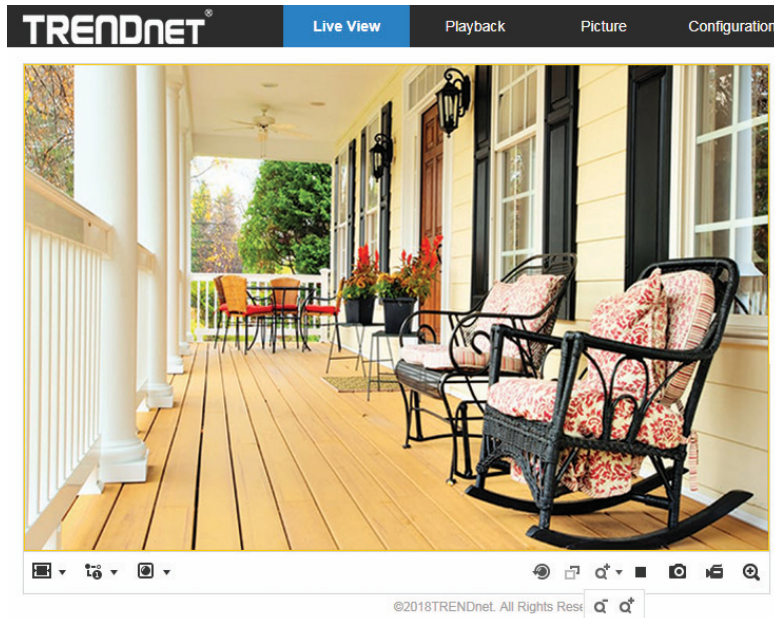 TRENDnet®
Live View
Playback
Picture
Configuration
©2018TRENDnet. All Rights Rese